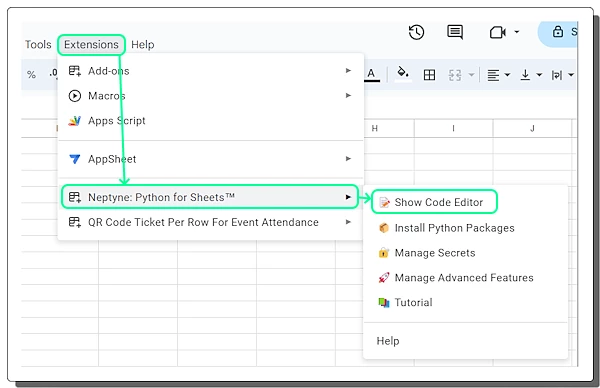 Tools Extensions Help
S
% .0
Add-ons
Macros
Apps Script
AppSheet
Neptyne: Python for Sheets™
QR Code Ticket Per Row For Event Attendance
A
H I J
Show Code Editor
Install Python Packages
Manage Secrets
Manage Advanced Features
Tutorial
Help